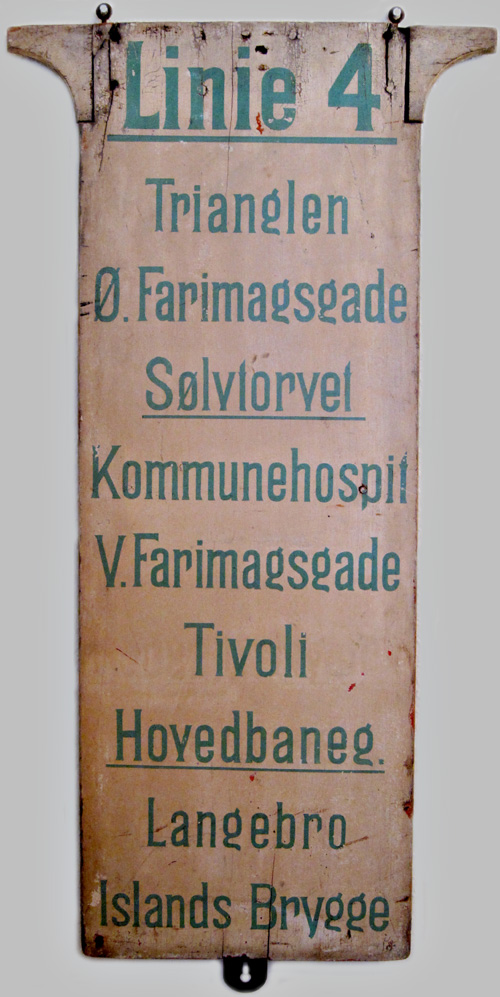 Linie 4
Trianglen
Ø. Farimagsgade
Sølvtorvet
Kommunehospit
V. Farimagsgade
Tivoli
Hovedbaneg.
Langebro
Islands Brygge